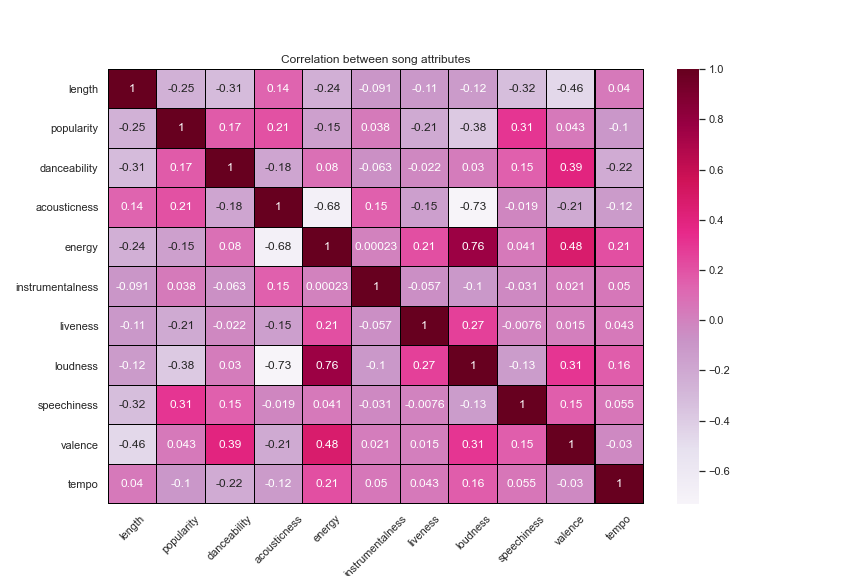 Correlation between song attributes
length 1 -0.25 -0.31 0.14 -0.24 -0.091 -0.11 -0.12 -0.32 -0.46 0.04
popularity -0.25 1 0.17 0.21 -0.15 0.038 -0.21 -0.38 0.31 0.043 -0.1
danceability -0.31 0.17 1 -0.18 0.08 -0.063 -0.022 0.03 0.15 0.39 -0.22
acousticness 0.14 0.21 -0.18 1 -0.68 0.15 -0.15 -0.73 -0.019 -0.21 -0.12
energy -0.24 -0.15 0.08 -0.68 1 0.00023 0.21 0.76 0.041 0.48 0.21
instrumentalness -0.091 0.038 -0.063 0.15 0.00023 1 -0.057 -0.1 -0.031 0.021 0.05
liveness -0.11 -0.21 -0.022 -0.15 0.21 -0.057 1 0.27 -0.0076 0.015 0.043
loudness -0.12 -0.38 0.03 -0.73 0.76 -0.1 0.27 1 -0.13 0.31 0.16
speechiness -0.32 0.31 0.15 -0.019 0.041 -0.031 -0.0076 -0.13 1 0.15 0.055
valence -0.46 0.043 0.39 -0.21 0.48 0.021 0.015 0.31 0.15 1 -0.03
tempo 0.04 -0.1 -0.22 -0.12 0.21 0.05 0.043 0.16 0.055 -0.03 1
length popularity danceability acousticness energy instrumentalness liveness loudness speechiness valence tempo
1.0
0.8
0.6
0.4
0.2
0.0
−0.2
−0.4
−0.6